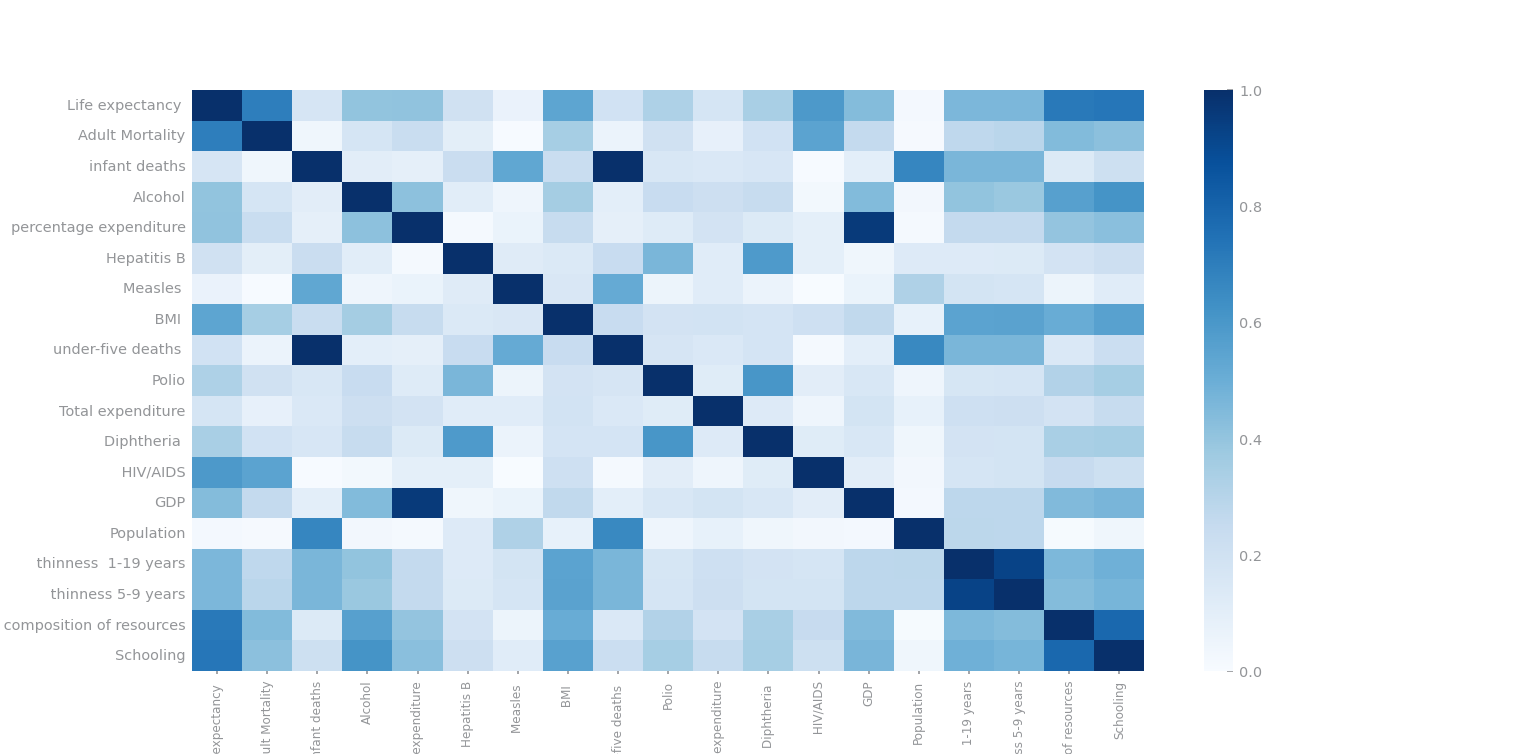 Life expectancy
Adult Mortality
infant deaths
Alcohol
percentage expenditure
Hepatitis B
Measles
BMI
under-five deaths
Polio
Total expenditure
Diphtheria
HIV/AIDS
GDP
Population
thinness  1-19 years
thinness 5-9 years
composition of resources
Schooling
1.0
0.8
0.6
0.4
0.2
0.0
expectancy
ult Mortality
nfant deaths
Alcohol
expenditure
Hepatitis B
Measles
BMI
five deaths
Polio
expenditure
Diphtheria
HIV/AIDS
GDP
Population
1-19 years
ss 5-9 years
of resources
Schooling